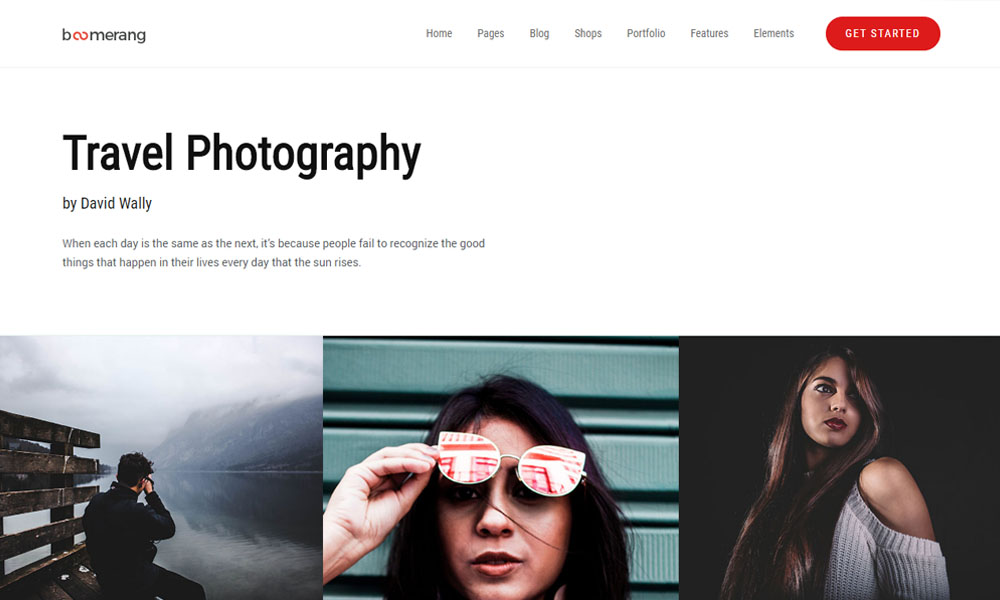 boomerang
Home Pages Blog Shops Portfolio Features Elements GET STARTED
Travel Photography
by David Wally
When each day is the same as the next, it's because people fail to recognize the good
things that happen in their lives every day that the sun rises.